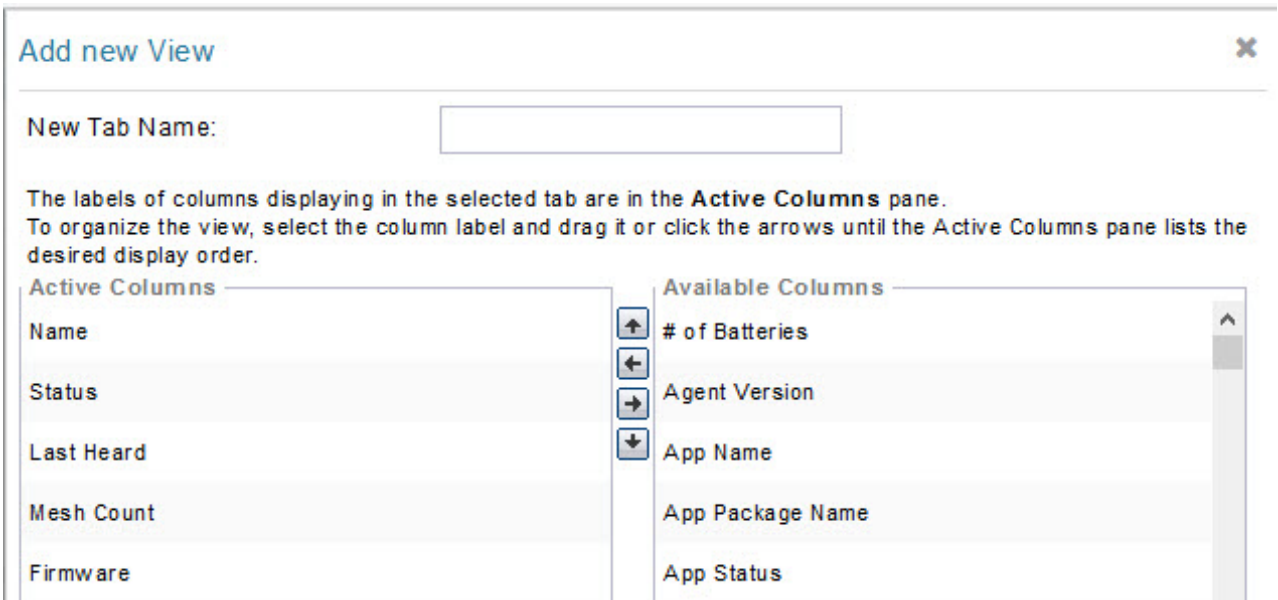 Add new View
New Tab Name:
The labels of columns displaying in the selected tab are in the Active Columns pane.
To organize the view, select the column label and drag it or click the arrows until the Active Columns pane lists the
desired display order.
Active Columns
Name
Status
Last Heard
Mesh Count
Firmware
Available Columns
# of Batteries
Agent Version
App Name
App Package Name
App Status